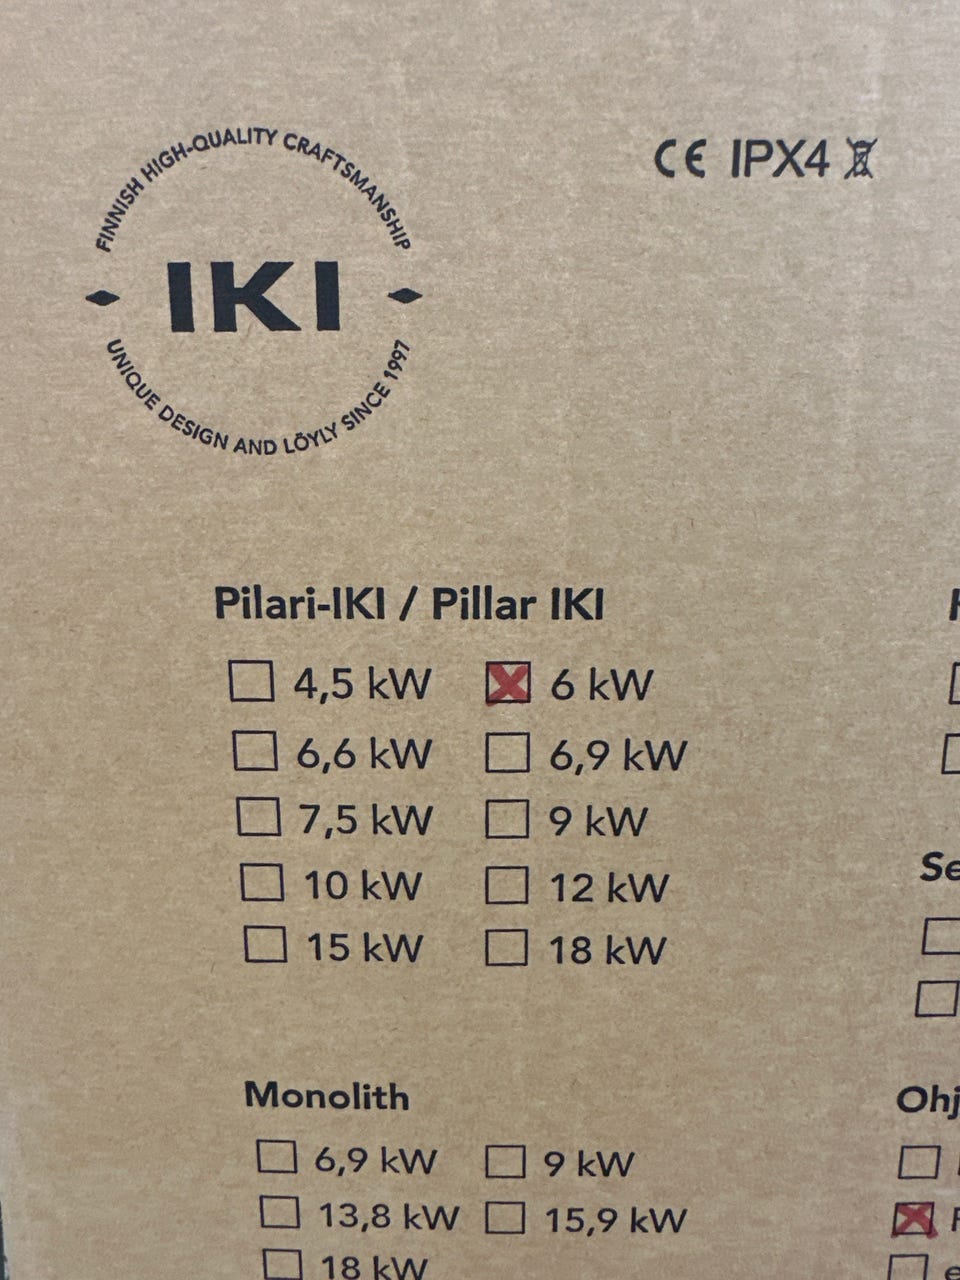 FINNISH HIGH-QUALITY CRAFTSMANSHIP
IKI
UNIQUE DESIGN AND LÖYLY SINCE 1997
CE IPX4
Pilari-IKI / Pillar IKI
4,5 kW 6 kW
6,6 kW 6,9 kW
7,5 kW 9 kW
10 kW 12 kW
15 kW 18 kW
Monolith
6,9 kW 9 kW
13,8 kW 15,9 kW
18 kW
Se
Ohj